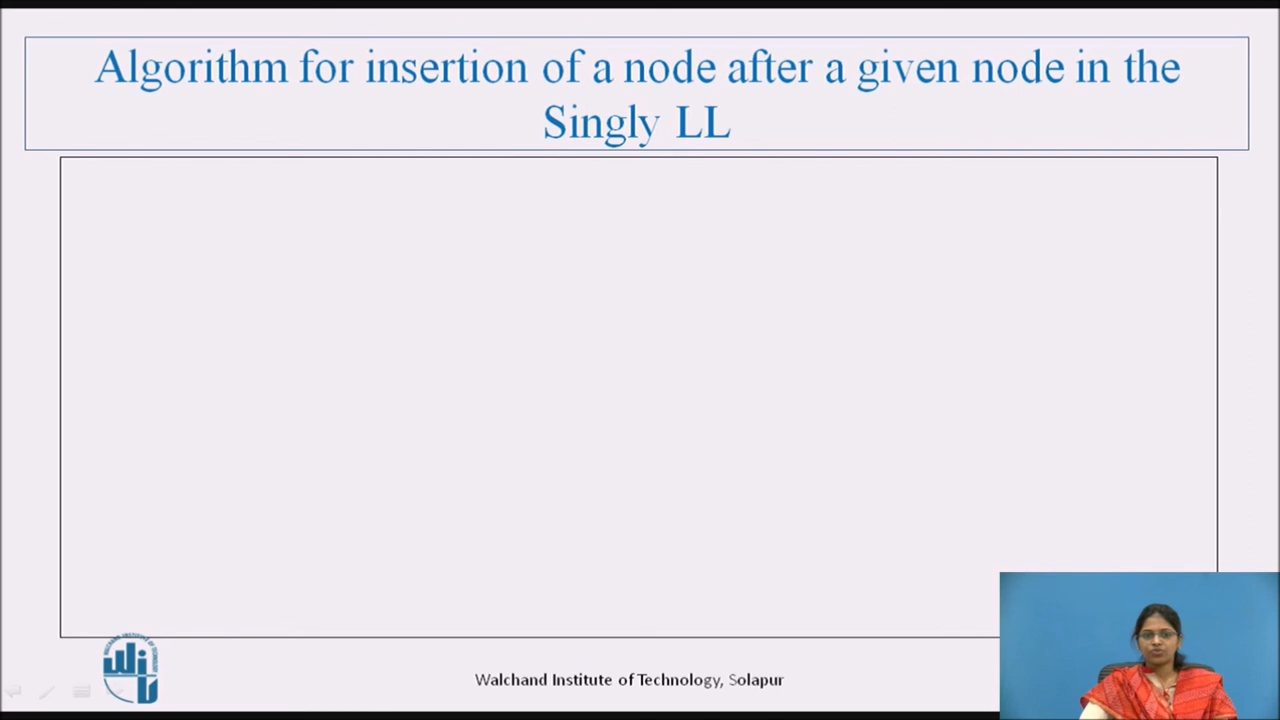 Algorithm for insertion of a node after a given node in the
Singly LL
Walchand Institute of Technology, Solapur